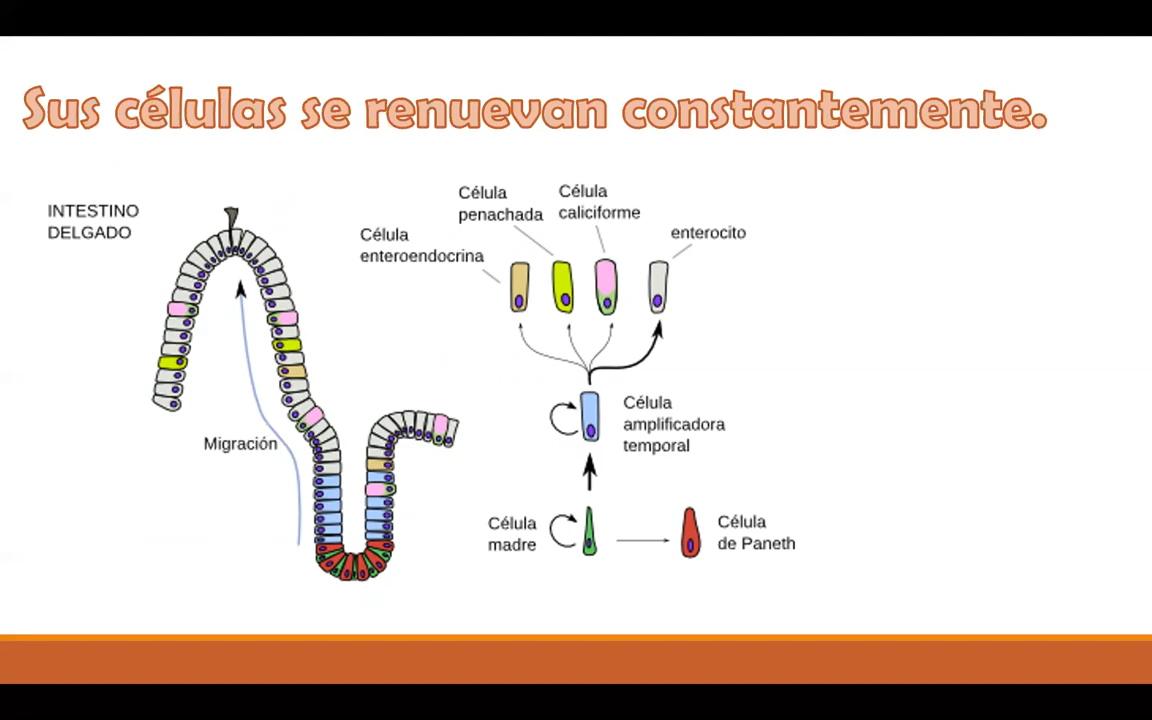 Sus células se renuevan constantemente.
INTESTINO
DELGADO
Célula
penachada
Célula
caliciforme
enterocito
Célula
enteroendocrina
Migración
Célula
amplificadora
temporal
Célula
madre
Célula
de Paneth